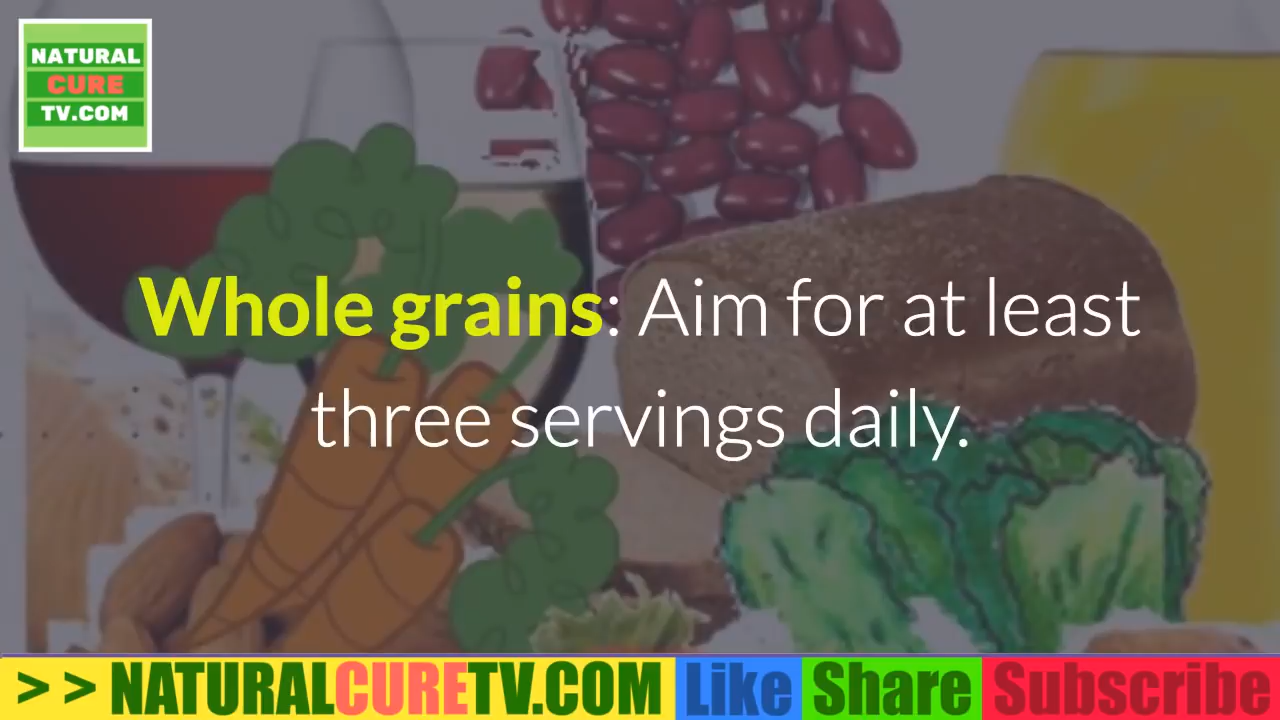 NATURAL
CURE
TV.COM
Whole grains: Aim for at least
three servings daily.
> > NATURALCURETV.COM Like Share Subscribe